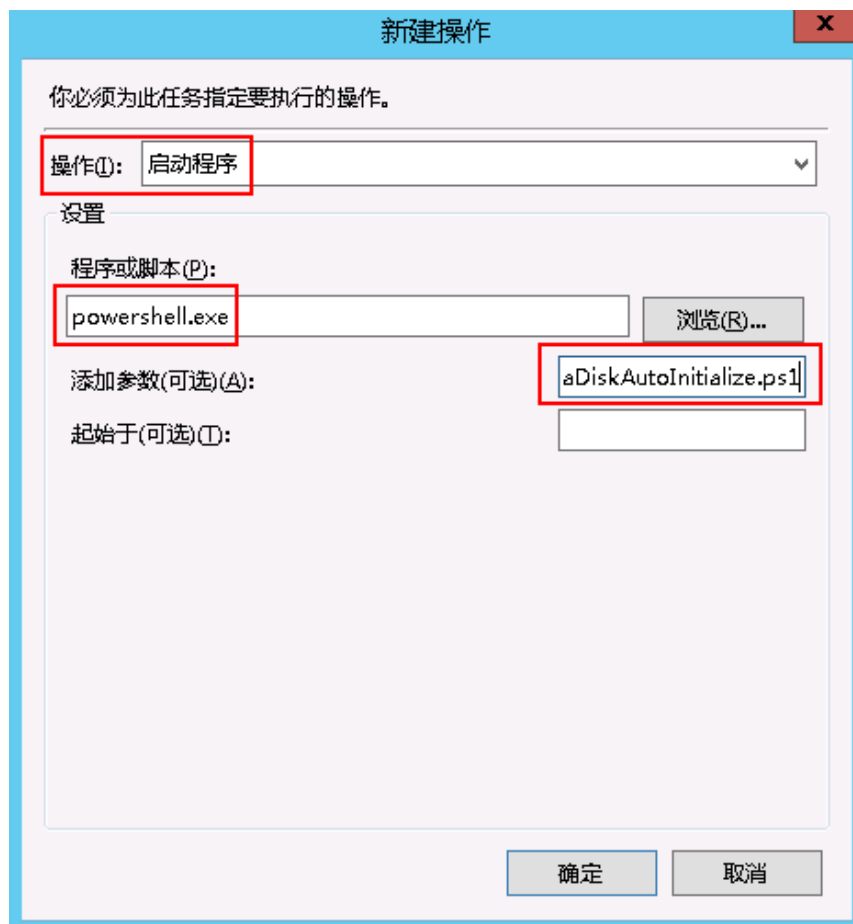 新建操作
x
你必须为此任务指定要执行的操作。
操作(I): 启动程序
设置
程序或脚本(P):
powershell.exe 浏览(R)...
添加参数(可选)(A): aDiskAutoInitialize.ps1
起始于(可选)(T):
确定 取消